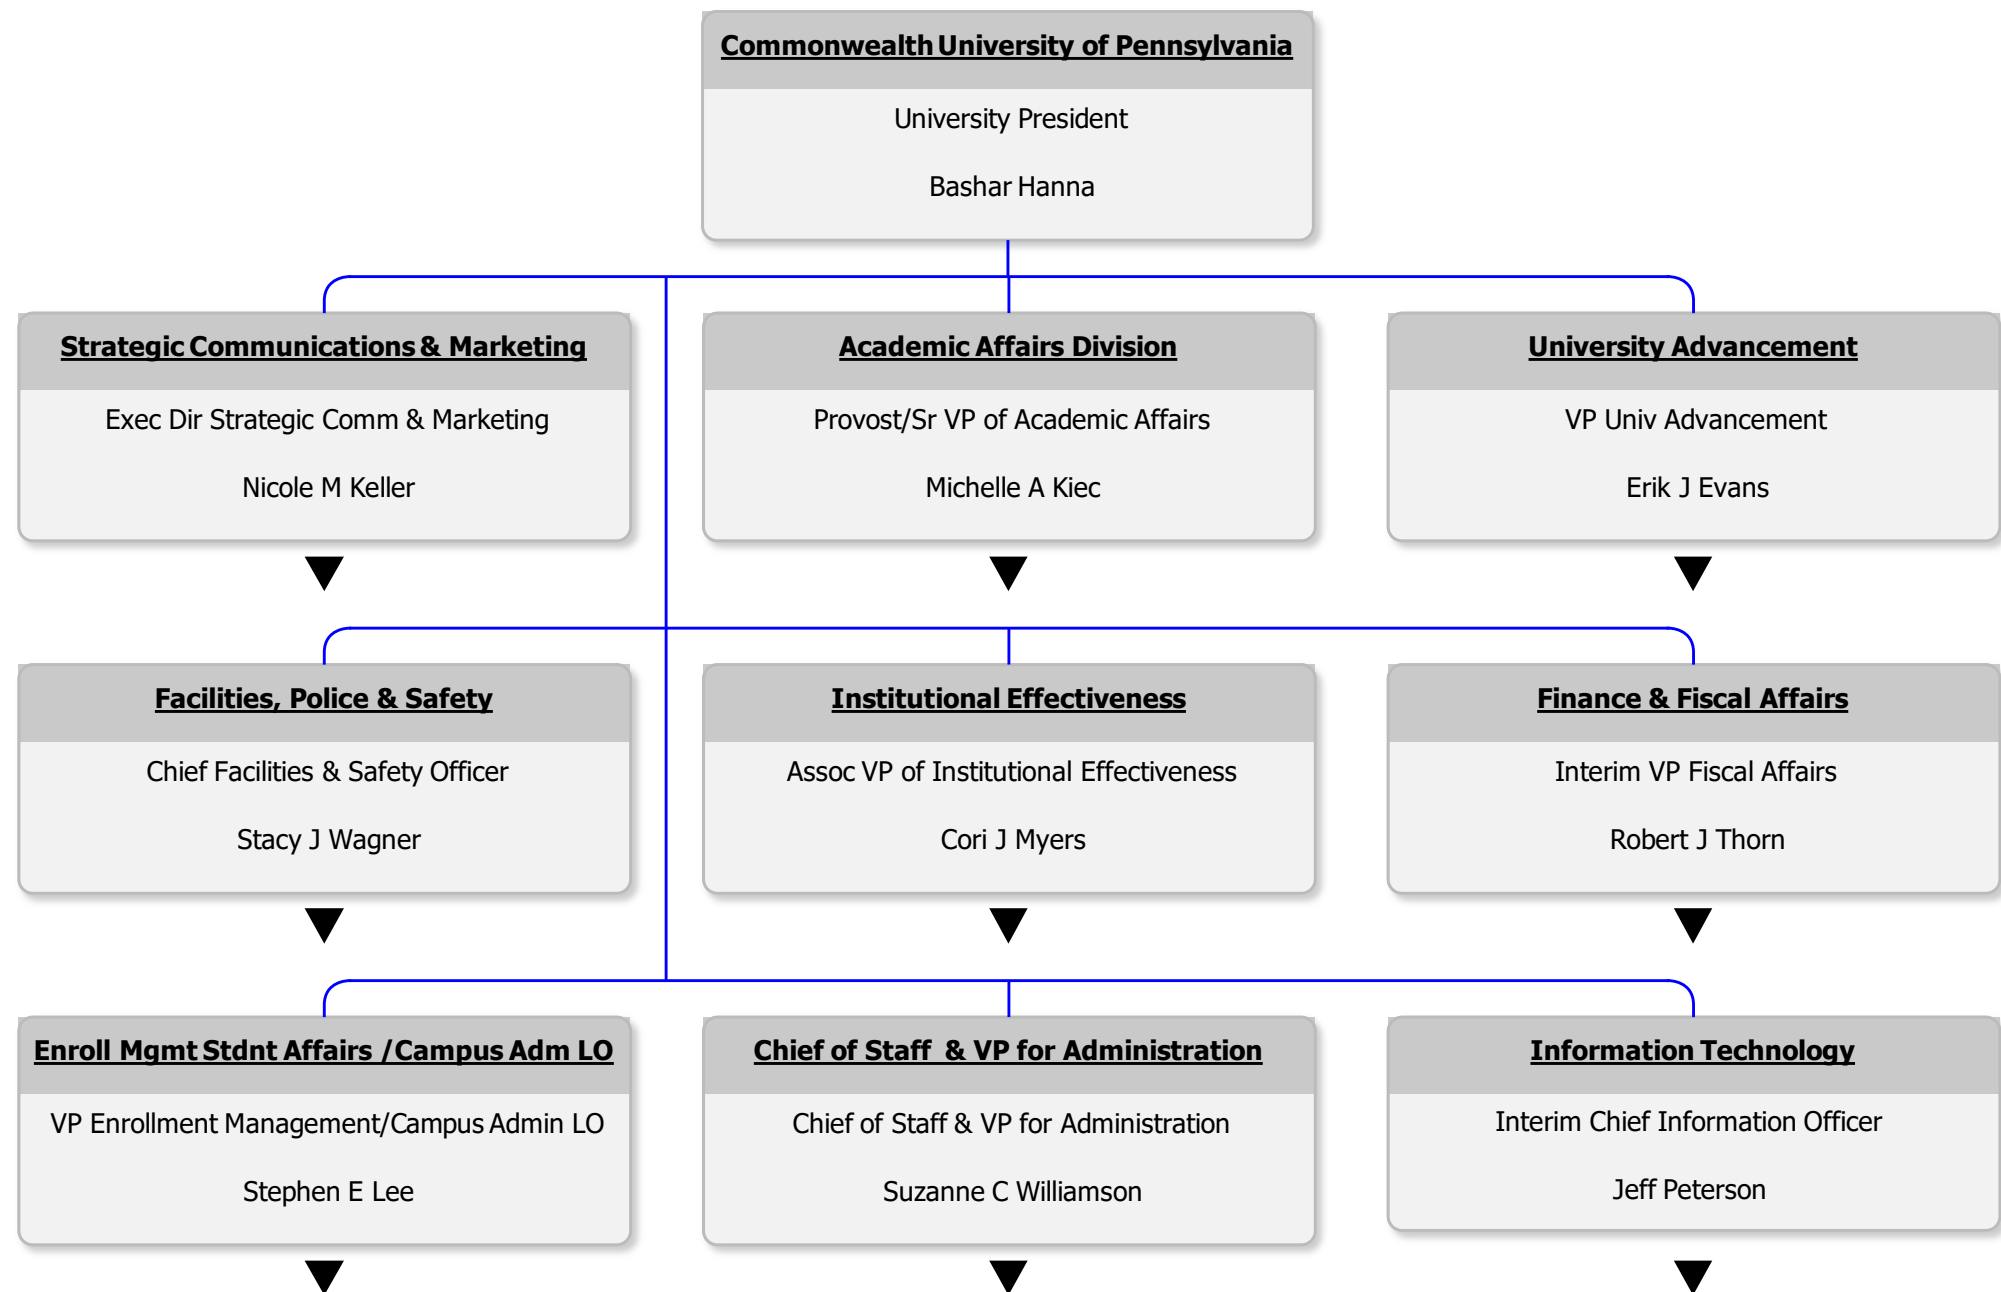 Commonwealth University of Pennsylvania
University President
Bashar Hanna
Strategic Communications & Marketing
Exec Dir Strategic Comm & Marketing
Nicole M Keller
Academic Affairs Division
Provost/Sr VP of Academic Affairs
Michelle A Kiec
University Advancement
VP Univ Advancement
Erik J Evans
Facilities, Police & Safety
Chief Facilities & Safety Officer
Stacy J Wagner
Institutional Effectiveness
Assoc VP of Institutional Effectiveness
Cori J Myers
Finance & Fiscal Affairs
Interim VP Fiscal Affairs
Robert J Thorn
Enroll Mgmt Stdnt Affairs /Campus Adm LO
VP Enrollment Management/Campus Admin LO
Stephen E Lee
Chief of Staff & VP for Administration
Chief of Staff & VP for Administration
Suzanne C Williamson
Information Technology
Interim Chief Information Officer
Jeff Peterson